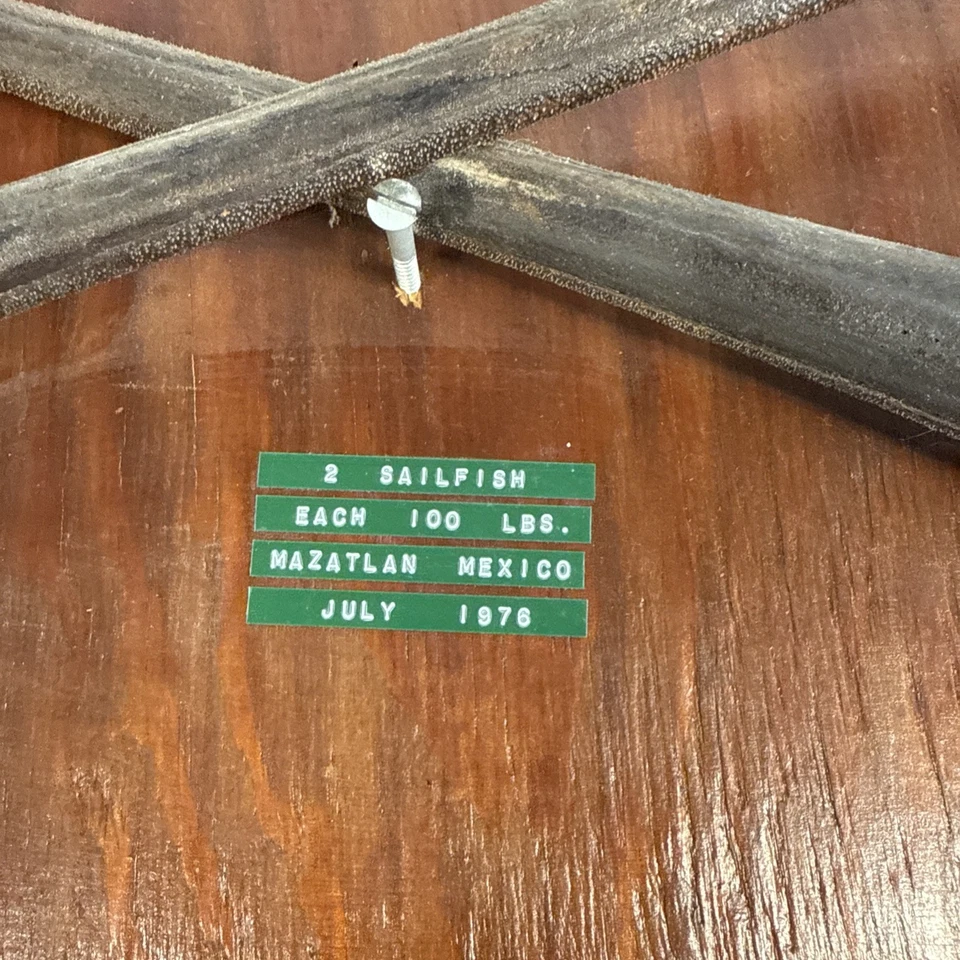 2 SAILFISH
EACH 100 LBS.
MAZATLAN MEXICO
JULY 1976